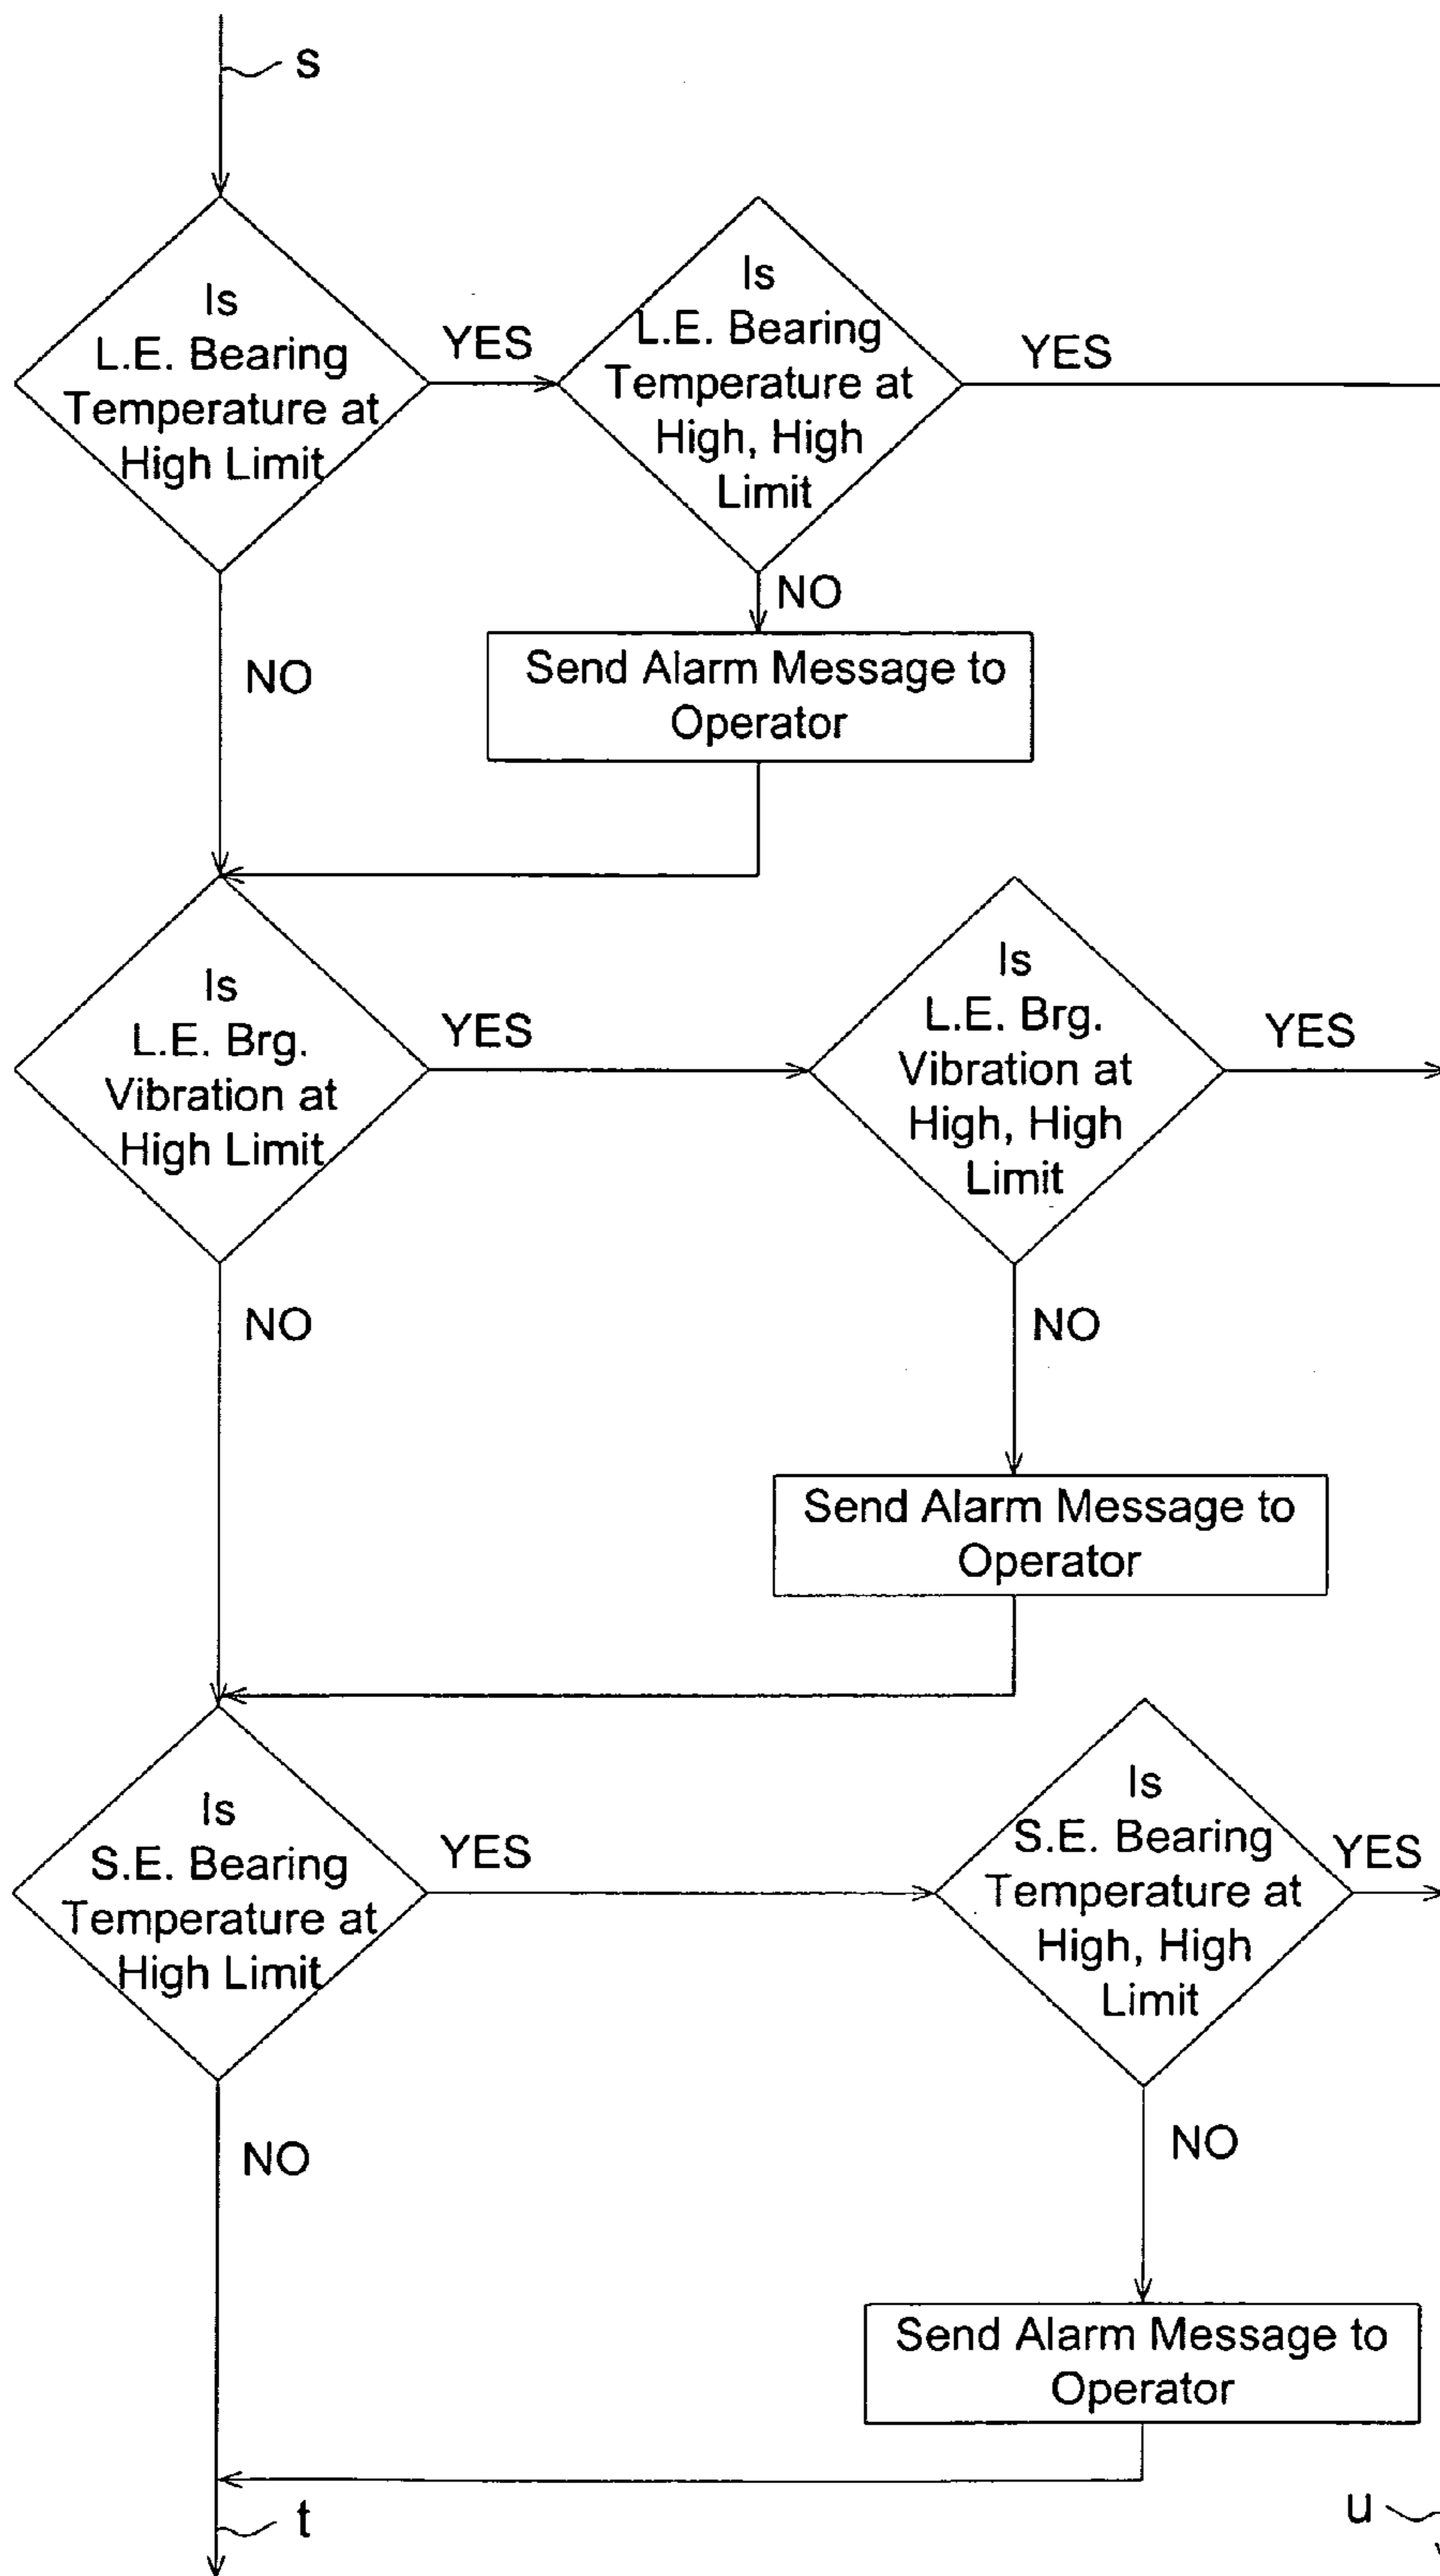 s
Is
L.E. Bearing
Temperature at
High Limit
YES
Is
L.E. Bearing
Temperature at
High, High
Limit
YES
NO
Send Alarm Message to
Operator
NO
Is
L.E. Brg.
Vibration at
High Limit
YES
Is
L.E. Brg.
Vibration at
High, High
Limit
YES
NO
NO
Send Alarm Message to
Operator
Is
S.E. Bearing
Temperature at
High Limit
YES
Is
S.E. Bearing
Temperature at
High, High
Limit
YES
NO
NO
Send Alarm Message to
Operator
t
u